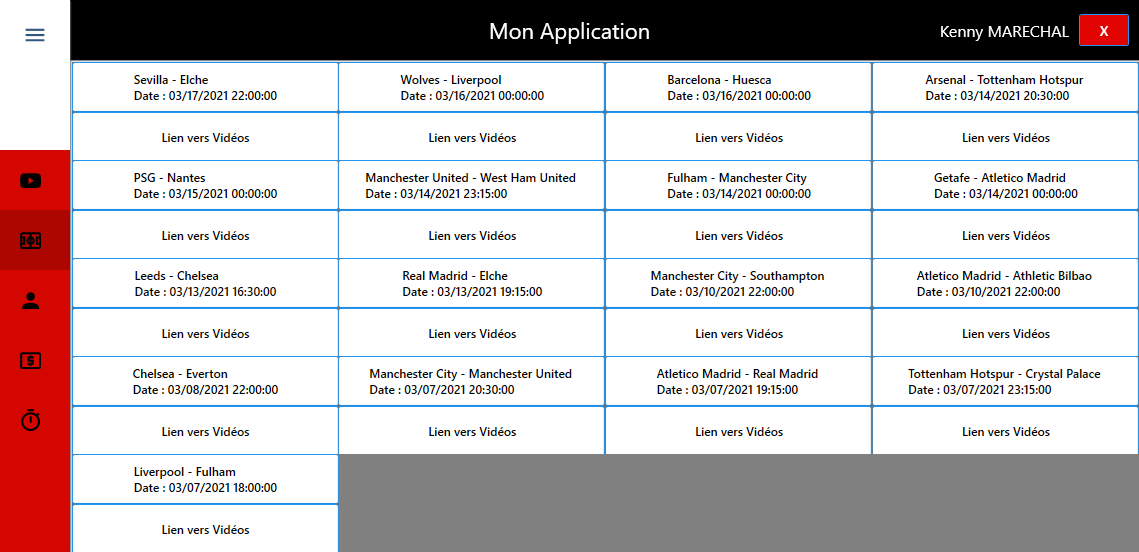 Mon Application
Kenny MARECHAL
X
Sevilla - Elche
Date : 03/17/2021 22:00:00
Wolves - Liverpool
Date : 03/16/2021 00:00:00
Barcelona - Huesca
Date : 03/16/2021 00:00:00
Arsenal - Tottenham Hotspur
Date : 03/14/2021 20:30:00
Lien vers Vidéos
Lien vers Vidéos
Lien vers Vidéos
Lien vers Vidéos
PSG - Nantes
Date : 03/15/2021 00:00:00
Manchester United - West Ham United
Date : 03/14/2021 23:15:00
Fulham - Manchester City
Date : 03/14/2021 00:00:00
Getafe - Atletico Madrid
Date : 03/14/2021 00:00:00
Lien vers Vidéos
Lien vers Vidéos
Lien vers Vidéos
Lien vers Vidéos
Leeds - Chelsea
Date : 03/13/2021 16:30:00
Real Madrid - Elche
Date : 03/13/2021 19:15:00
Manchester City - Southampton
Date : 03/10/2021 22:00:00
Atletico Madrid - Athletic Bilbao
Date : 03/10/2021 22:00:00
Lien vers Vidéos
Lien vers Vidéos
Lien vers Vidéos
Lien vers Vidéos
Chelsea - Everton
Date : 03/08/2021 22:00:00
Manchester City - Manchester United
Date : 03/07/2021 20:30:00
Atletico Madrid - Real Madrid
Date : 03/07/2021 19:15:00
Tottenham Hotspur - Crystal Palace
Date : 03/07/2021 23:15:00
Lien vers Vidéos
Lien vers Vidéos
Lien vers Vidéos
Lien vers Vidéos
Liverpool - Fulham
Date : 03/07/2021 18:00:00
Lien vers Vidéos